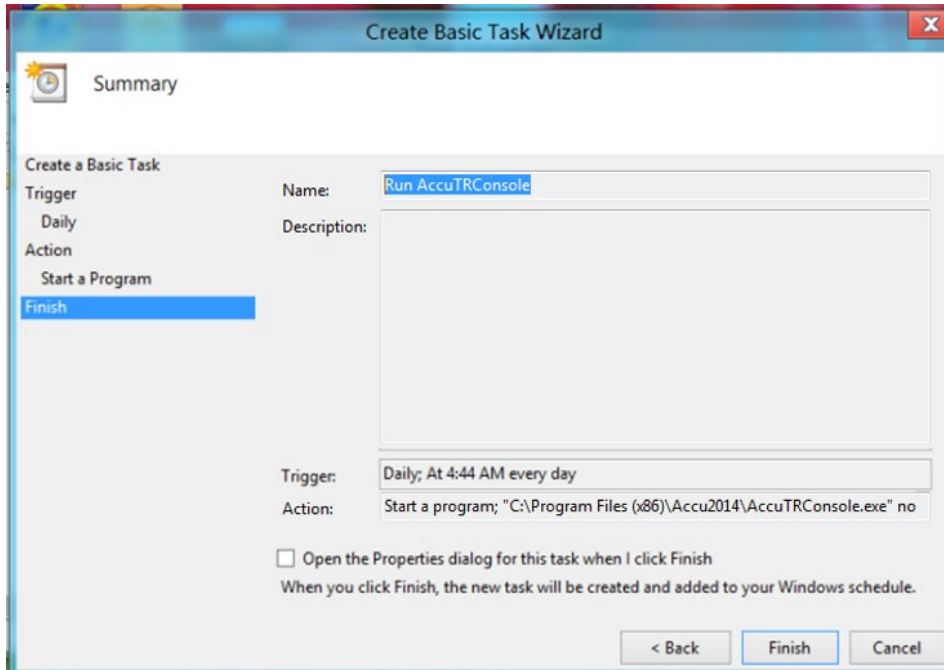 Create Basic Task Wizard
X
Summary
Create a Basic Task
Trigger
Daily
Action
Start a Program
Finish
Name:
Run AccuTRConsole
Description:
Trigger:
Daily; At 4:44 AM every day
Action:
Start a program; "C:\Program Files (x86)\Accu2014\AccuTRConsole.exe" no
Open the Properties dialog for this task when I click Finish
When you click Finish, the new task will be created and added to your Windows schedule.
< Back
Finish
Cancel